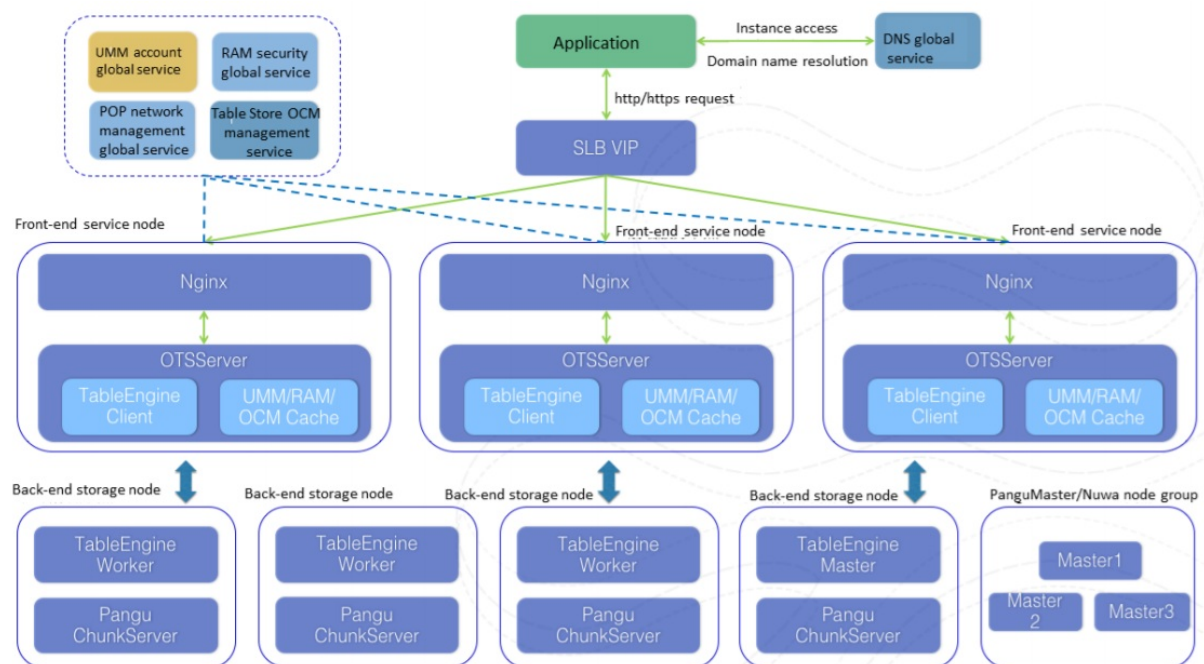 UMM account
global service
RAM security
global service
POP network
management
global service
Table Store OCM
management
service
Application
Instance access
Domain name resolution
DNS global
service
http/https request
SLB VIP
Front-end service node
Front-end service node
Front-end service node
Nginx
Nginx
Nginx
OTSServer
TableEngine
Client
UMM/RAM/
OCM Cache
OTSServer
TableEngine
Client
UMM/RAM/
OCM Cache
OTSServer
TableEngine
Client
UMM/RAM/
OCM Cache
Back-end storage node
Back-end storage node
Back-end storage node
Back-end storage node
PanguMaster/Nuwa node group
TableEngine
Worker
Pangu
ChunkServer
TableEngine
Worker
Pangu
ChunkServer
TableEngine
Worker
Pangu
ChunkServer
TableEngine
Master
Pangu
ChunkServer
Master1
Master
2
Master3